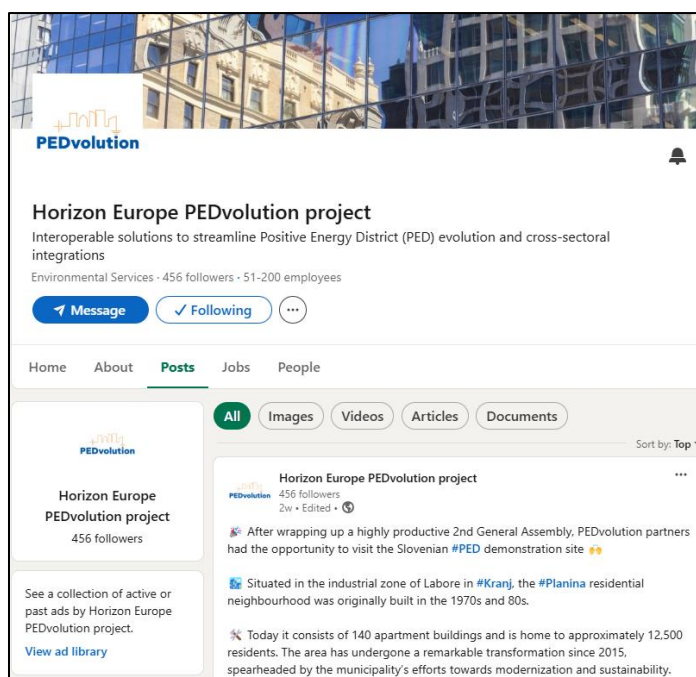 PEDvolution
Horizon Europe PEDvolution project
Interoperable solutions to streamline Positive Energy District (PED) evolution and cross-sectoral
integrations
Environmental Services · 456 followers · 51-200 employees
Message
✓ Following
Home About Posts Jobs People
All Images Videos Articles Documents
Sort by: Top
PEDvolution
Horizon Europe
PEDvolution project
456 followers
See a collection of active or
past ads by Horizon Europe
PEDvolution project.
View ad library
PEDvolution
Horizon Europe PEDvolution project
456 followers
2w • Edited •
🎉 After wrapping up a highly productive 2nd General Assembly, PEDvolution partners
had the opportunity to visit the Slovenian #PED demonstration site 🙌
Situated in the industrial zone of Labore in #Kranj, the #Planina residential
neighbourhood was originally built in the 1970s and 80s.
🛠 Today it consists of 140 apartment buildings and is home to approximately 12,500
residents. The area has undergone a remarkable transformation since 2015,
spearheaded by the municipality's efforts towards modernization and sustainability.